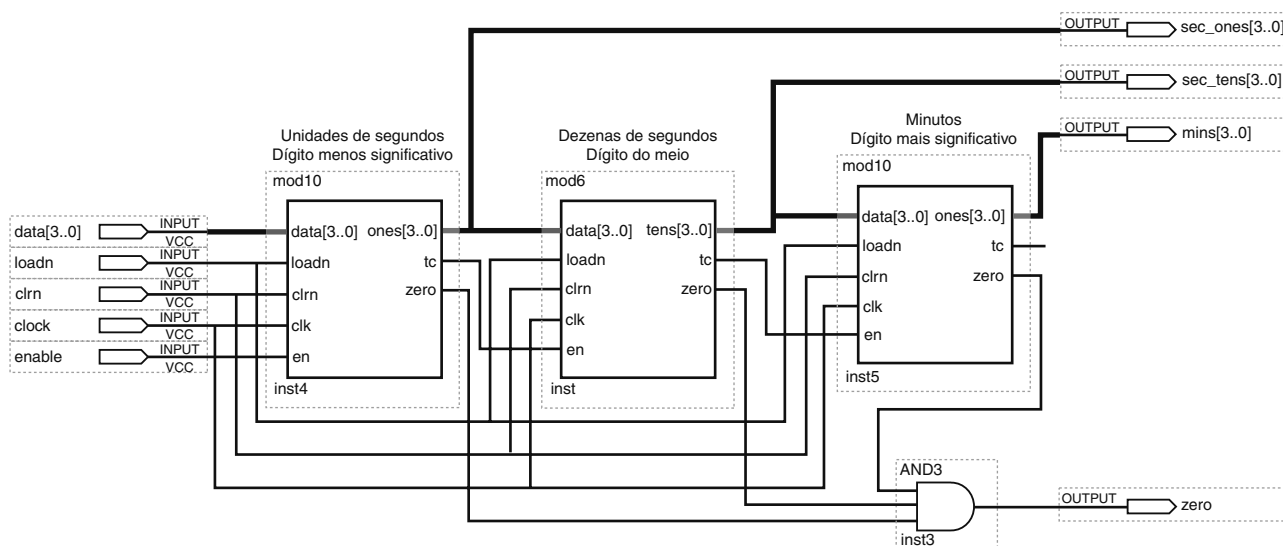 OUTPUT
sec_ones[3..0]
OUTPUT
sec_tens[3..0]
OUTPUT
mins[3..0]
Unidades de segundos
Dígito menos significativo
mod10
data[3..0]
ones[3..0]
loadn
tc
clrn
zero
clk
en
inst4
Dezenas de segundos
Dígito do meio
mod6
data[3..0]
tens[3..0]
loadn
tc
clrn
zero
clk
en
inst
Minutos
Dígito mais significativo
mod10
data[3..0]
ones[3..0]
loadn
tc
clrn
zero
clk
en
inst5
data[3..0]
INPUT
VCC
loadn
INPUT
VCC
clrn
INPUT
VCC
clock
INPUT
VCC
enable
INPUT
VCC
AND3
inst3
OUTPUT
zero